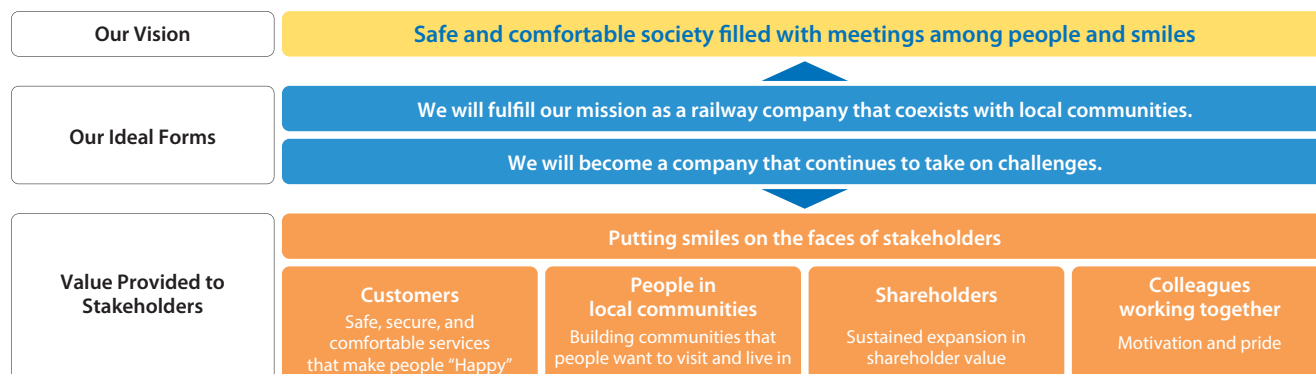 Our Vision
Safe and comfortable society filled with meetings among people and smiles
Our Ideal Forms
We will fulfill our mission as a railway company that coexists with local communities.
We will become a company that continues to take on challenges.
Value Provided to
Stakeholders
Putting smiles on the faces of stakeholders
Customers
Safe, secure, and
comfortable services
that make people “Happy”
People in
local communities
Building communities that
people want to visit and live in
Shareholders
Sustained expansion in
shareholder value
Colleagues
working together
Motivation and pride